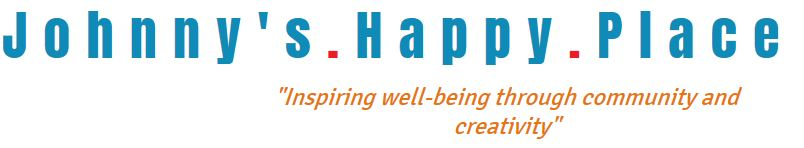 Johnny's.Happy.Place
"Inspiring well-being through community and
creativity"